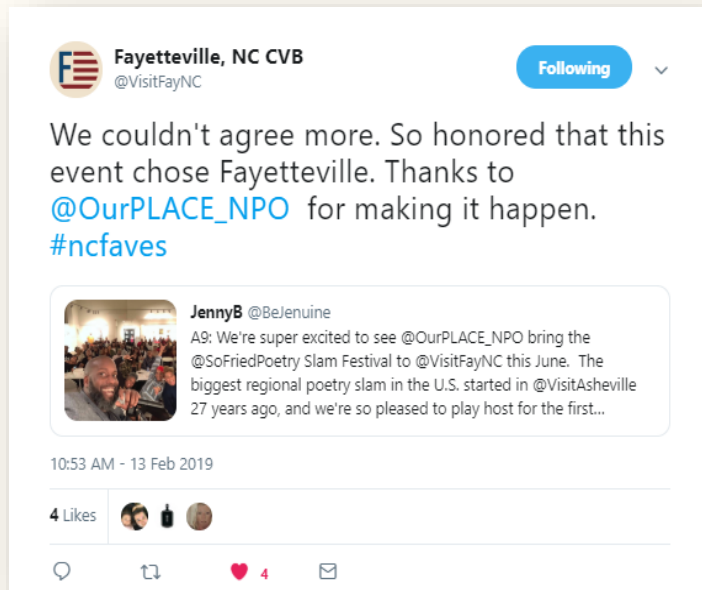 Fayetteville, NC CVB
@VisitFayNC
Following
We couldn't agree more. So honored that this
event chose Fayetteville. Thanks to
@OurPLACE_NPO for making it happen.
#ncfaves
JennyB @BeJenuine
A9: We're super excited to see @OurPLACE_NPO bring the
@SoFriedPoetry Slam Festival to @VisitFayNC this June. The
biggest regional poetry slam in the U.S. started in @VisitAsheville
27 years ago, and we're so pleased to play host for the first...
10:53 AM - 13 Feb 2019
4 Likes
4